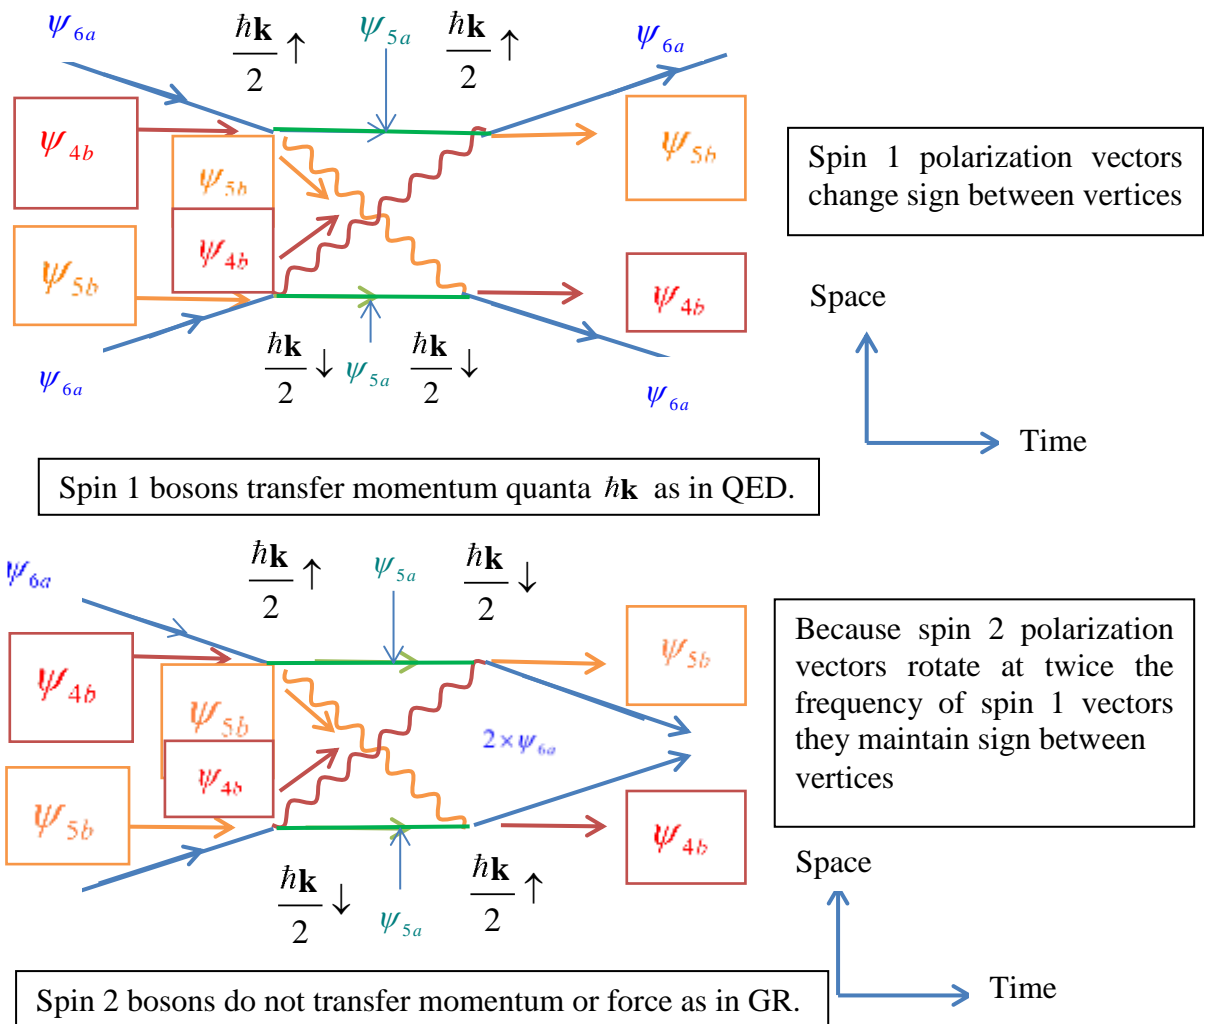 ψ6a
ħk/2 ↑
ψ5a
ħk/2 ↑
ψ6a
ψ4b
ψ5b
ψ5b
ψ4b
ψ5b
ψ4b
ψ6a
ħk/2 ↓
ψ5a
ħk/2 ↓
ψ6a
Spin 1 polarization vectors
change sign between vertices
Space
Time
Spin 1 bosons transfer momentum quanta ħk as in QED.
ψ6a
ħk/2 ↑
ψ5a
ħk/2 ↓
ψ4b
ψ5b
ψ5b
ψ4b
2 × ψ6a
ψ5b
ψ4b
ħk/2 ↓
ψ5a
ħk/2 ↑
Because spin 2 polarization
vectors rotate at twice the
frequency of spin 1 vectors
they maintain sign between
vertices
Space
Time
Spin 2 bosons do not transfer momentum or force as in GR.